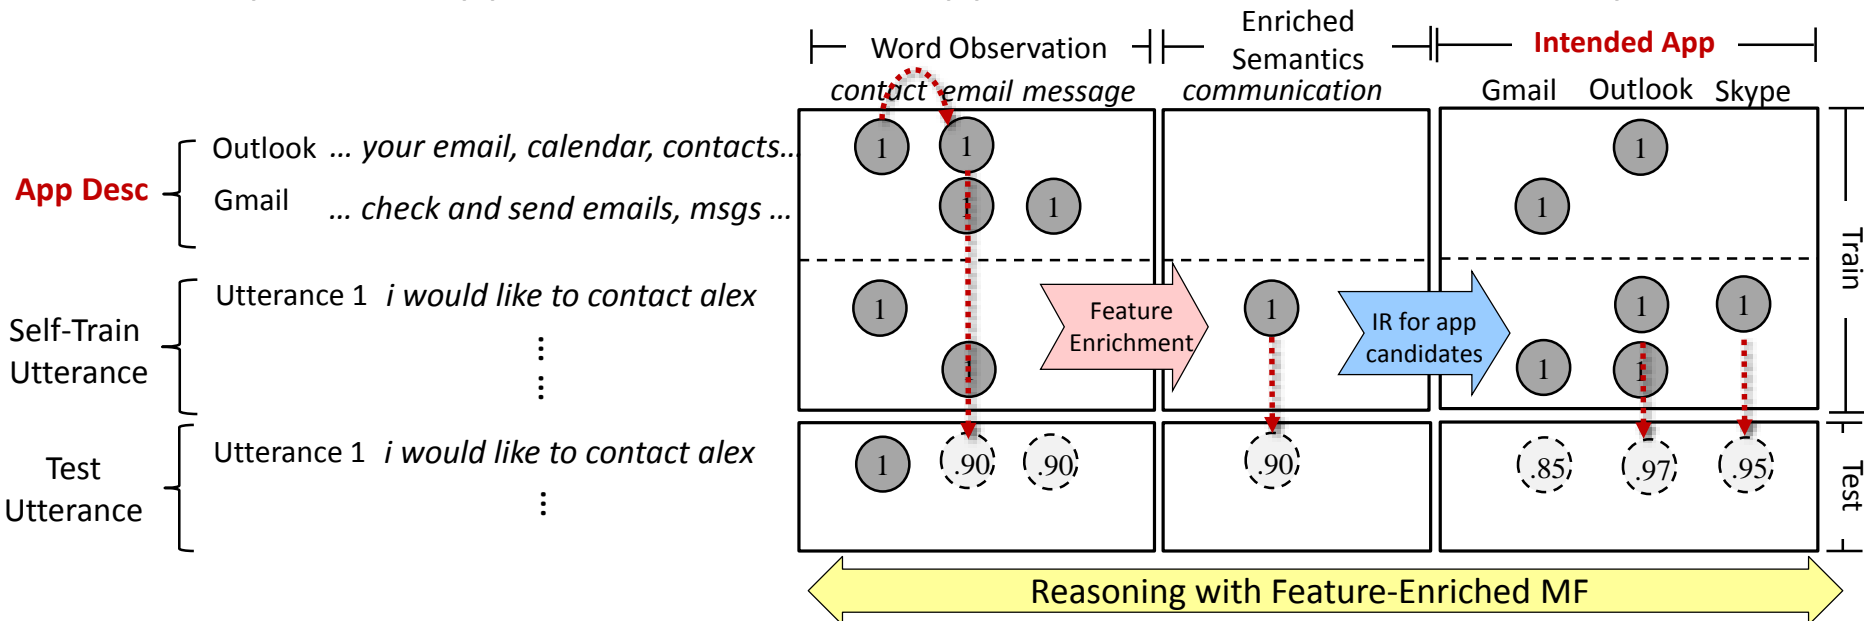 Word Observation
Enriched
Semantics
Intended App
contact email message
communication
Gmail Outlook Skype
App Desc
Outlook ... your email, calendar, contacts...
1 1 1
Gmail ... check and send emails, msgs ...
1 1 1
Train
Self-Train
Utterance
Utterance 1 i would like to contact alex
1 1 1 1
Feature
Enrichment
IR for app
candidates
1 1 1
Test
Utterance
Utterance 1 i would like to contact alex
1 .90 .90 .90 .85 .97 .95
Test
Reasoning with Feature-Enriched MF